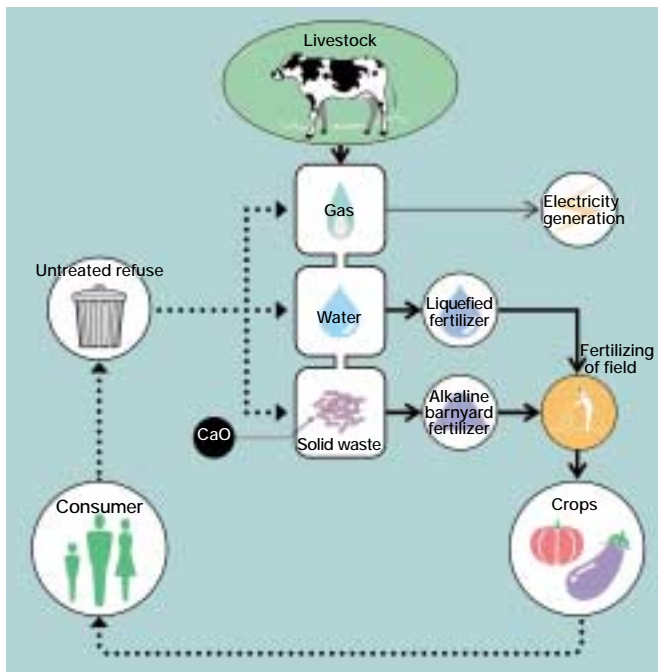 Livestock
Gas
Electricity
generation
Untreated refuse
Water
Liquefied
fertilizer
Fertilizing
of field
CaO
Solid waste
Alkaline
barnyard
fertilizer
Consumer
Crops